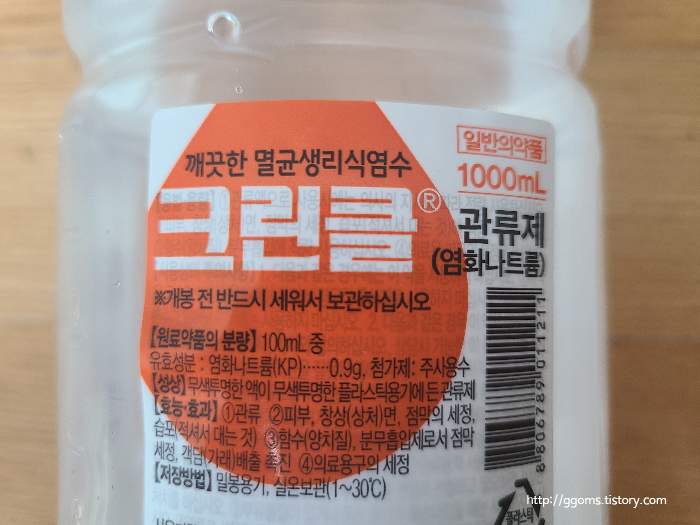 깨끗한 멸균생리식염수
일반의약품
1000mL
크린클®
관류제
(염화나트륨)
※개봉 전 반드시 세워서 보관하십시오
【원료약품의 분량】 100mL 중
유효성분 : 염화나트륨(KP)……0.9g, 첨가제: 주사용수
【성상】 무색투명한 액이 무색투명한 플라스틱용기에 든 관류제
【효능·효과】 ①관류 ②피부, 창상(상처)면, 점막의 세정,
습포(적셔서 대는 것) ③함수(양치질), 분무흡입제로서 점막
세정, 객담(가래)배출 촉진 ④의료용구의 세정
【저장방법】 밀봉용기, 실온보관(1~30℃)
8 806789 011211
플라스틱
http://ggoms.tistory.com